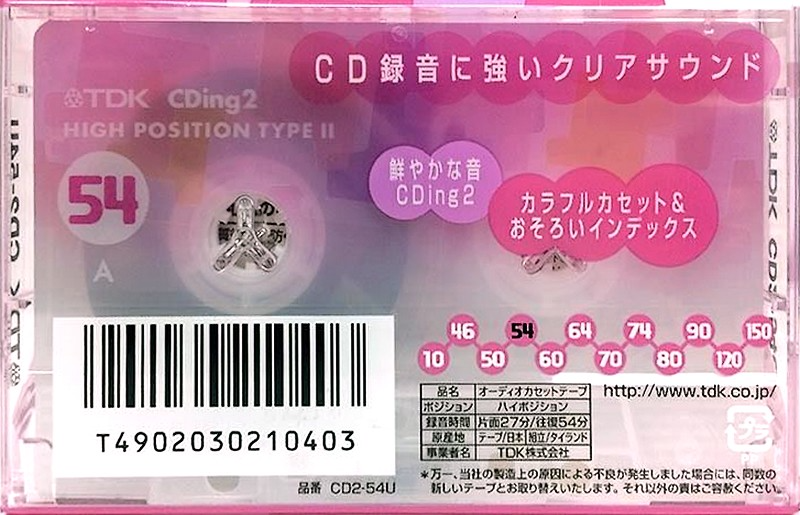 CD録音に強いクリアサウンド
TDK CDing2
HIGH POSITION TYPE II
54
A
鮮やかな音
CDing2
カラフルカセット&
おそろいインデックス
10 46 50 54 60 64 70 74 80 90 120 150
T4902030210403
品番 CD2-54U
品名 オーディオカセットテープ
ポジション ハイポジション
録音時間 片面27分/往復54分
原産地 テープ/日本 組立/タイランド
事業者名 TDK株式会社
http://www.tdk.co.jp/
プラ
*万一、当社の製造上の原因による不良が発生しました場合には、同数の
新しいテープとお取り替えいたします。それ以外の責はご容赦ください。
TDK CD2-54U
TDK